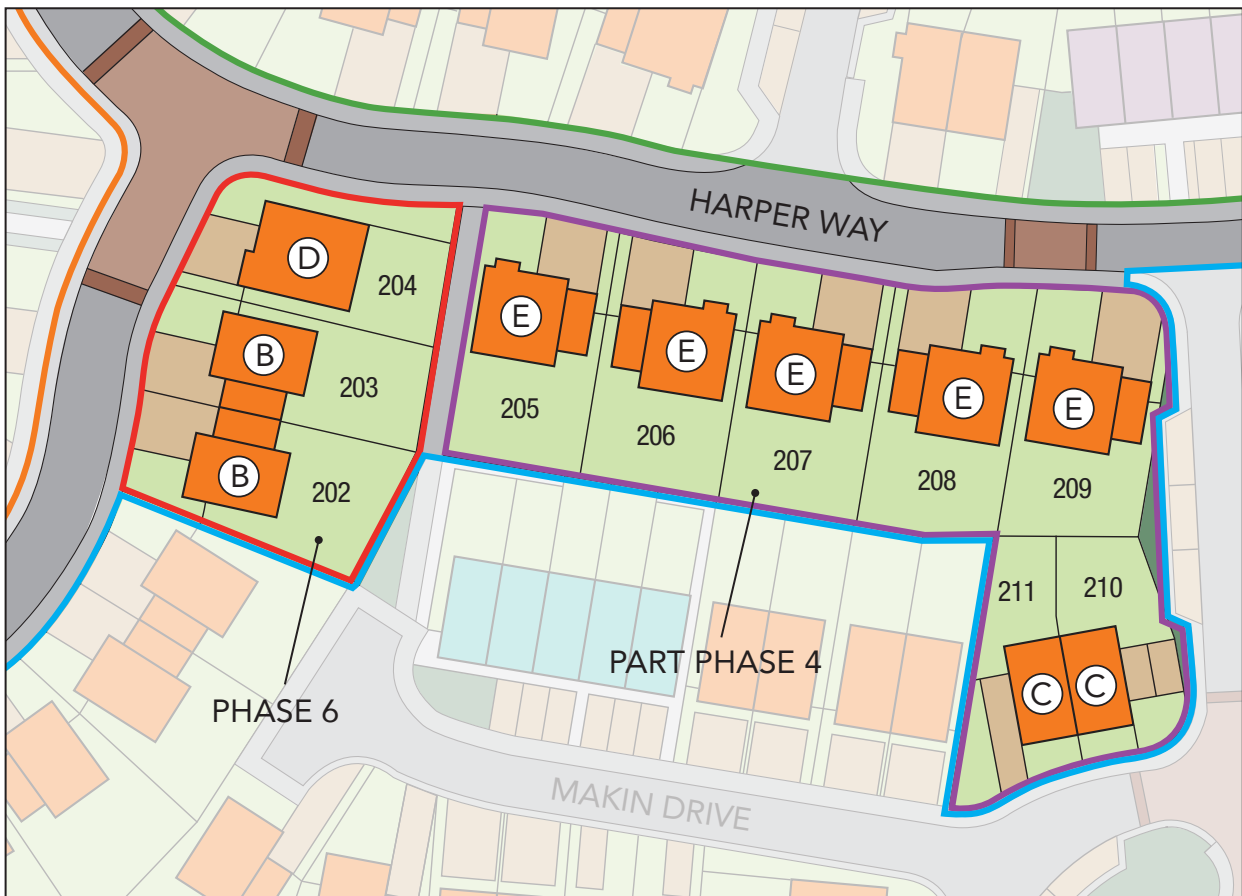 HARPER WAY
D
204
B
203
B
202
E
205
E
206
E
207
E
208
E
209
211
210
C
C
PART PHASE 4
PHASE 6
MAKIN DRIVE